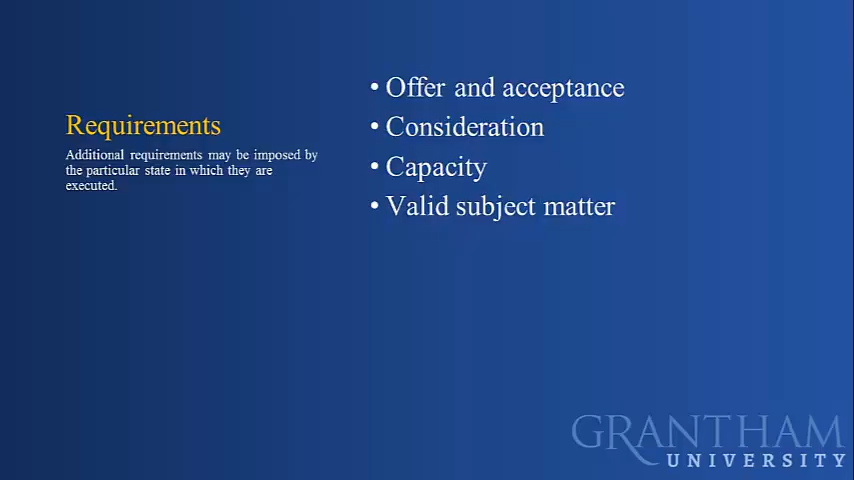 Requirements
Additional requirements may be imposed by
the particular state in which they are
executed.
• Offer and acceptance
• Consideration
• Capacity
• Valid subject matter
GRANTHAM
UNIVERSITY